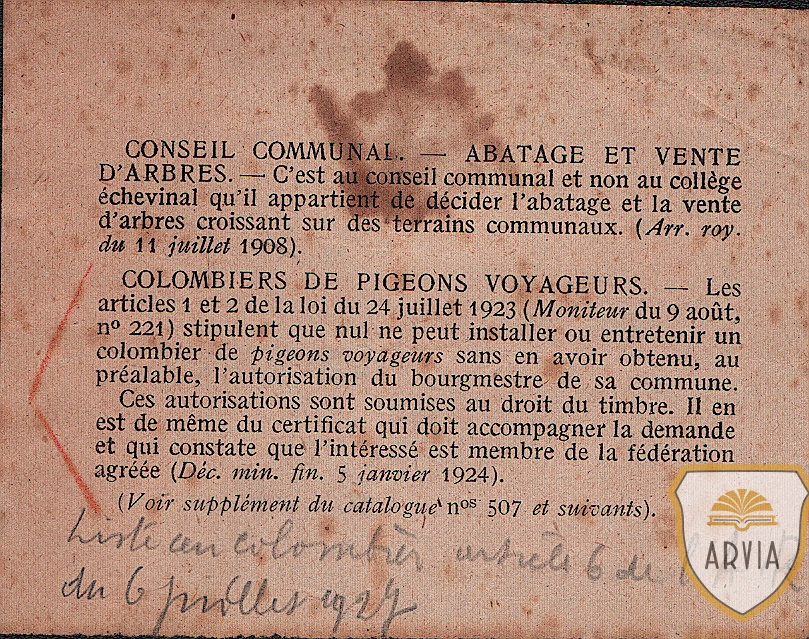 CONSEIL COMMUNAL. — ABATAGE ET VENTE
D'ARBRES. — C'est au conseil communal et non au collège
échevinal qu'il appartient de décider l'abatage et la vente
d'arbres croissant sur des terrains communaux. (Arr. roy.
du 11 juillet 1908).
COLOMBIERS DE PIGEONS VOYAGEURS. — Les
articles 1 et 2 de la loi du 24 juillet 1923 (Moniteur du 9 août,
nº 221) stipulent que nul ne peut installer ou entretenir un
colombier de pigeons voyageurs sans en avoir obtenu, au
préalable, l'autorisation du bourgmestre de sa commune.
Ces autorisations sont soumises au droit du timbre. Il en
est de même du certificat qui doit accompagner la demande
et qui constate que l'intéressé est membre de la fédération
agréée (Déc. min. fin. 5 janvier 1924).
(Voir supplément du catalogue nos 507 et suivants).
colombier article 6 de
du 6 juillet 1927
ARVIA